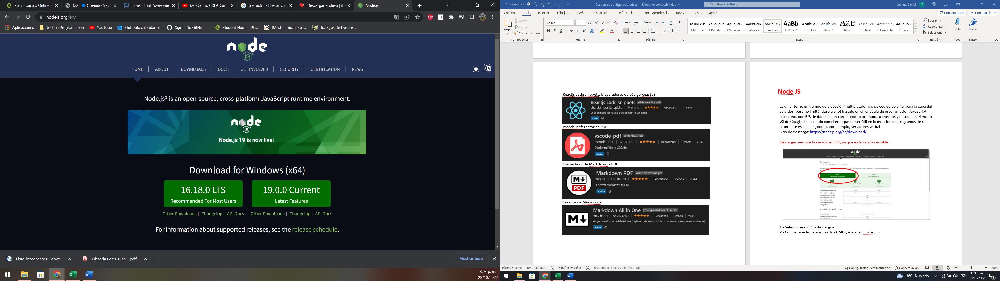 Platzi: Cursos Online P
(22) 🔵 Creando Nav
Icons | Font Awesome
(26) Como CREAR un
traductor - Buscar con
Descargar archivo | iLo
Node.js
nodejs.org/en/
Aplicaciones
Joshua Programacion
YouTube
Outlook: calendario...
Sign in to GitHub ·...
Student Home | Pla...
IMaster: Iniciar sesi...
Trabajos de Desarro...
node
JS
HOME
ABOUT
DOWNLOADS
DOCS
GET INVOLVED
SECURITY
CERTIFICATION
NEWS
Node.js® is an open-source, cross-platform JavaScript runtime environment.
node
JS
Node.js 19 is now live!
Download for Windows (x64)
16.18.0 LTS
Recommended For Most Users
19.0.0 Current
Latest Features
Other Downloads | Changelog | API Docs
Other Downloads | Changelog | API Docs
For information about supported releases, see the release schedule.
Lista_integrantes....docx
Historias de usuari....pdf
Mostrar todo
3:03 p. m.
23/10/2022
Autoguardado
Gestion de configuracion.docx - Modo de compatibilidad
Buscar (Alt+Q)
Joshua Daniel
JD
Archivo
Inicio
Insertar
Dibujar
Diseño
Disposición
Referencias
Correspondencia
Revisar
Vista
Ayuda
Comentarios
Compartir
Pegar
Cortar
Copiar
Copiar formato
Portapapeles
Calibri
12
Fuente
Párrafo
AaBbCcDc
¶ Normal
AaBbCcDc
¶ Párrafo...
AaBbCcDc
¶ Sin espa...
AaBbCcDc
¶ Table Pa...
AaBbCcD
¶ Texto in...
AaBb
¶ Título 1
AaBbCcD
¶ Título 2
AaBbCcI
Título 3
AaB
Título
AaBbCcD
Subtítulo
AaBbCcDt
Énfasis sutil
AaBbCcDt
Énfasis
Estilos
Buscar
Reemplazar
Seleccionar
Edición
Dictar
Voz
Editor
Editor
Reactjs code snippets: Disparadores de código React JS
Reactjs code snippets xabikos.reactsnippets
charalampos karypidis | 883.330 | ★★★★★ | Repositorio | v2.4.0
Code snippets for Reactjs development in ES6 syntax
Instalar
Vscode-pdf: Lector de PDF
vscode-pdf tomoki1207.pdf
tomoki1207 | 803.861 | Repositorio | Licencia | v1.1.0
Display pdf file in VSCode.
Instalar
Convertidor de Markdown a PDF
Markdown PDF yzane.markdown-pdf
yzane | 804.300 | Repositorio | Licencia | v1.4.4
Convert Markdown to PDF
Instalar
PDF
Creador de Markdown
Markdown All in One yzhang.markdown-all-in-one
Yu Zhang | 2.686.433 | ★★★★★ | Repositorio | Licencia | v3.4.0
All you need to write Markdown (keyboard shortcuts, table of contents, auto preview and more)
Instalar
Node JS
Es un entorno en tiempo de ejecución multiplataforma, de código abierto, para la capa del
servidor (pero no limitándose a ello) basado en el lenguaje de programación JavaScript,
asíncrono, con E/S de datos en una arquitectura orientada a eventos y basado en el motor
V8 de Google. Fue creado con el enfoque de ser útil en la creación de programas de red
altamente escalables, como, por ejemplo, servidores web.4
Sitio de descarga: https://nodejs.org/es/download/
Descargar siempre la versión en LTS, ya que es la versión estable
node
Descargas
LTS
Actual
Plataformas adicionales
1.- Seleccione su OS y descargue
2.- Compruebe la instalación: Ir a CMD y ejecutar node -v
Página 3 de 20
1071 palabras
Español (España)
Accesibilidad: es necesario investigar
Configuración de visualización
Concentración
100%
18°C Nublado
ESP
3:03 p. m.
23/10/2022